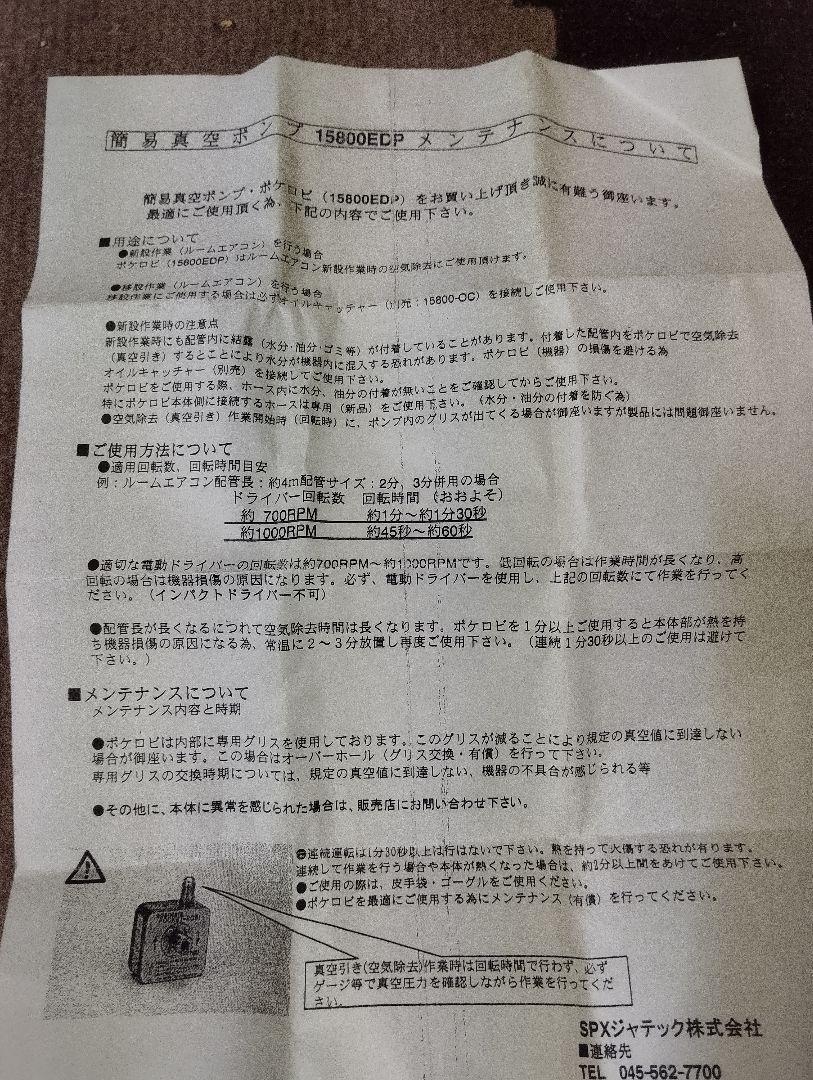 簡易真空ポンプ 15800EDP メンテナンスについて
簡易真空ポンプ・ポケロビ（15800EDP）をお買い上げ頂き誠に有難う御座います。
最適にご使用頂く為、下記の内容でご使用下さい。
■用途について
●新設作業（ルームエアコン）を行う場合
ポケロビ（15800EDP）はルームエアコン新設作業時の空気除去にご使用頂けます。
●移設作業（ルームエアコン）を行う場合
移設作業にご使用する場合は必ずオイルキャッチャー（別売：15800-OC）を接続しご使用下さい。
●新設作業時の注意点
新設作業時にも配管内に結露（水分・油分・ゴミ等）が付着していることがあります。付着した配管内をポケロビで空気除去
（真空引き）するとことにより水分が機器内に混入する恐れがあります。ポケロビ（機器）の損傷を避ける為
オイルキャッチャー（別売）を接続してご使用下さい。
ポケロビをご使用する際、ホース内に水分、油分の付着が無いことをご確認してからご使用下さい。
特にポケロビ本体側に接続するホースは専用（新品）をご使用下さい。（水分・油分の付着を防ぐ為）
●空気除去（真空引き）作業開始時（回転時）に、ポンプ内のグリスが出てくる場合が御座いますが製品には問題御座いません。
■ご使用方法について
●適用回転数、回転時間目安
例：ルームエアコン配管長：約4m配管サイズ：2分，3分併用の場合
ドライバー回転数 回転時間（おおよそ）
約 700RPM 約1分～約1分30秒
約1000RPM 約45秒～約60秒
●適切な電動ドライバーの回転数は約700RPM～約1000RPMです。低回転の場合は作業時間が長くなり、高
回転の場合は機器損傷の原因になります。必ず、電動ドライバーを使用し、上記の回転数にて作業を行ってく
ださい。（インパクトドライバー不可）
●配管長が長くなるにつれて空気除去時間は長くなります。ポケロビを１分以上ご使用すると本体部が熱を持
ち機器損傷の原因になる為、常温に２～３分放置し再度ご使用下さい。（連続１分30秒以上のご使用は避けて
下さい。）
■メンテナンスについて
メンテナンス内容と時期
●ポケロビは内部に専用グリスを使用しております。このグリスが減ることにより規定の真空値に到達しない
場合が御座います。この場合はオーバーホール（グリス交換・有償）を行って下さい。
専用グリスの交換時期については、規定の真空値に到達しない、機器の不具合が感じられる等
●その他に、本体に異常を感じられた場合は、販売店にお問い合わせ下さい。
●連続運転は1分30秒以上は行はないで下さい。熱を持って火傷する恐れが有ります。
連続して作業を行う場合や本体が熱くなった場合は、約2分以上間をあけてご使用下さい。
●ご使用の際は、皮手袋・ゴーグルをご使用ください。
●ポケロビを最適にご使用する為にメンテナンス（有償）を行ってください。
真空引き(空気除去)作業時は回転時間で行わず、必ず
ゲージ等で真空圧力を確認しながら作業を行ってくだ
さい。
SPXジャテック株式会社
■連絡先
TEL 045-562-7700